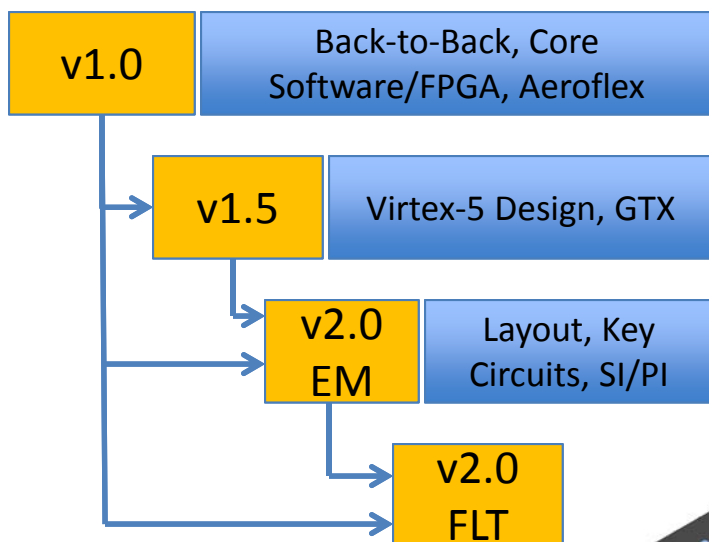 v1.0
Back-to-Back, Core
Software/FPGA, Aeroflex
v1.5
Virtex-5 Design, GTX
v2.0
EM
Layout, Key
Circuits, SI/PI
v2.0
FLT